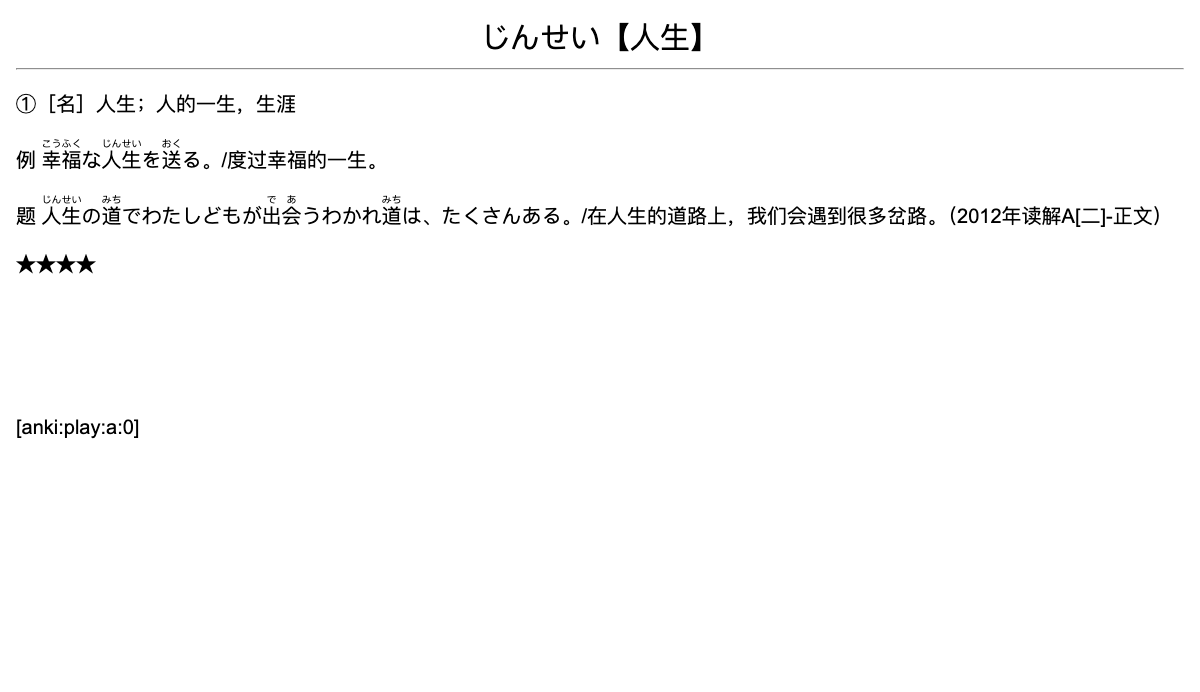 じんせい【人生】
①［名］人生；人的一生，生涯
こうふく じんせい おく
例 幸福な人生を送る。/度过幸福的一生。
じんせい みち で あ みち
题 人生の道でわたしどもが出会うわかれ道は、たくさんある。/在人生的道路上，我们会遇到很多岔路。（2012年读解A[二]-正文）
★★★★
[anki:play:a:0]